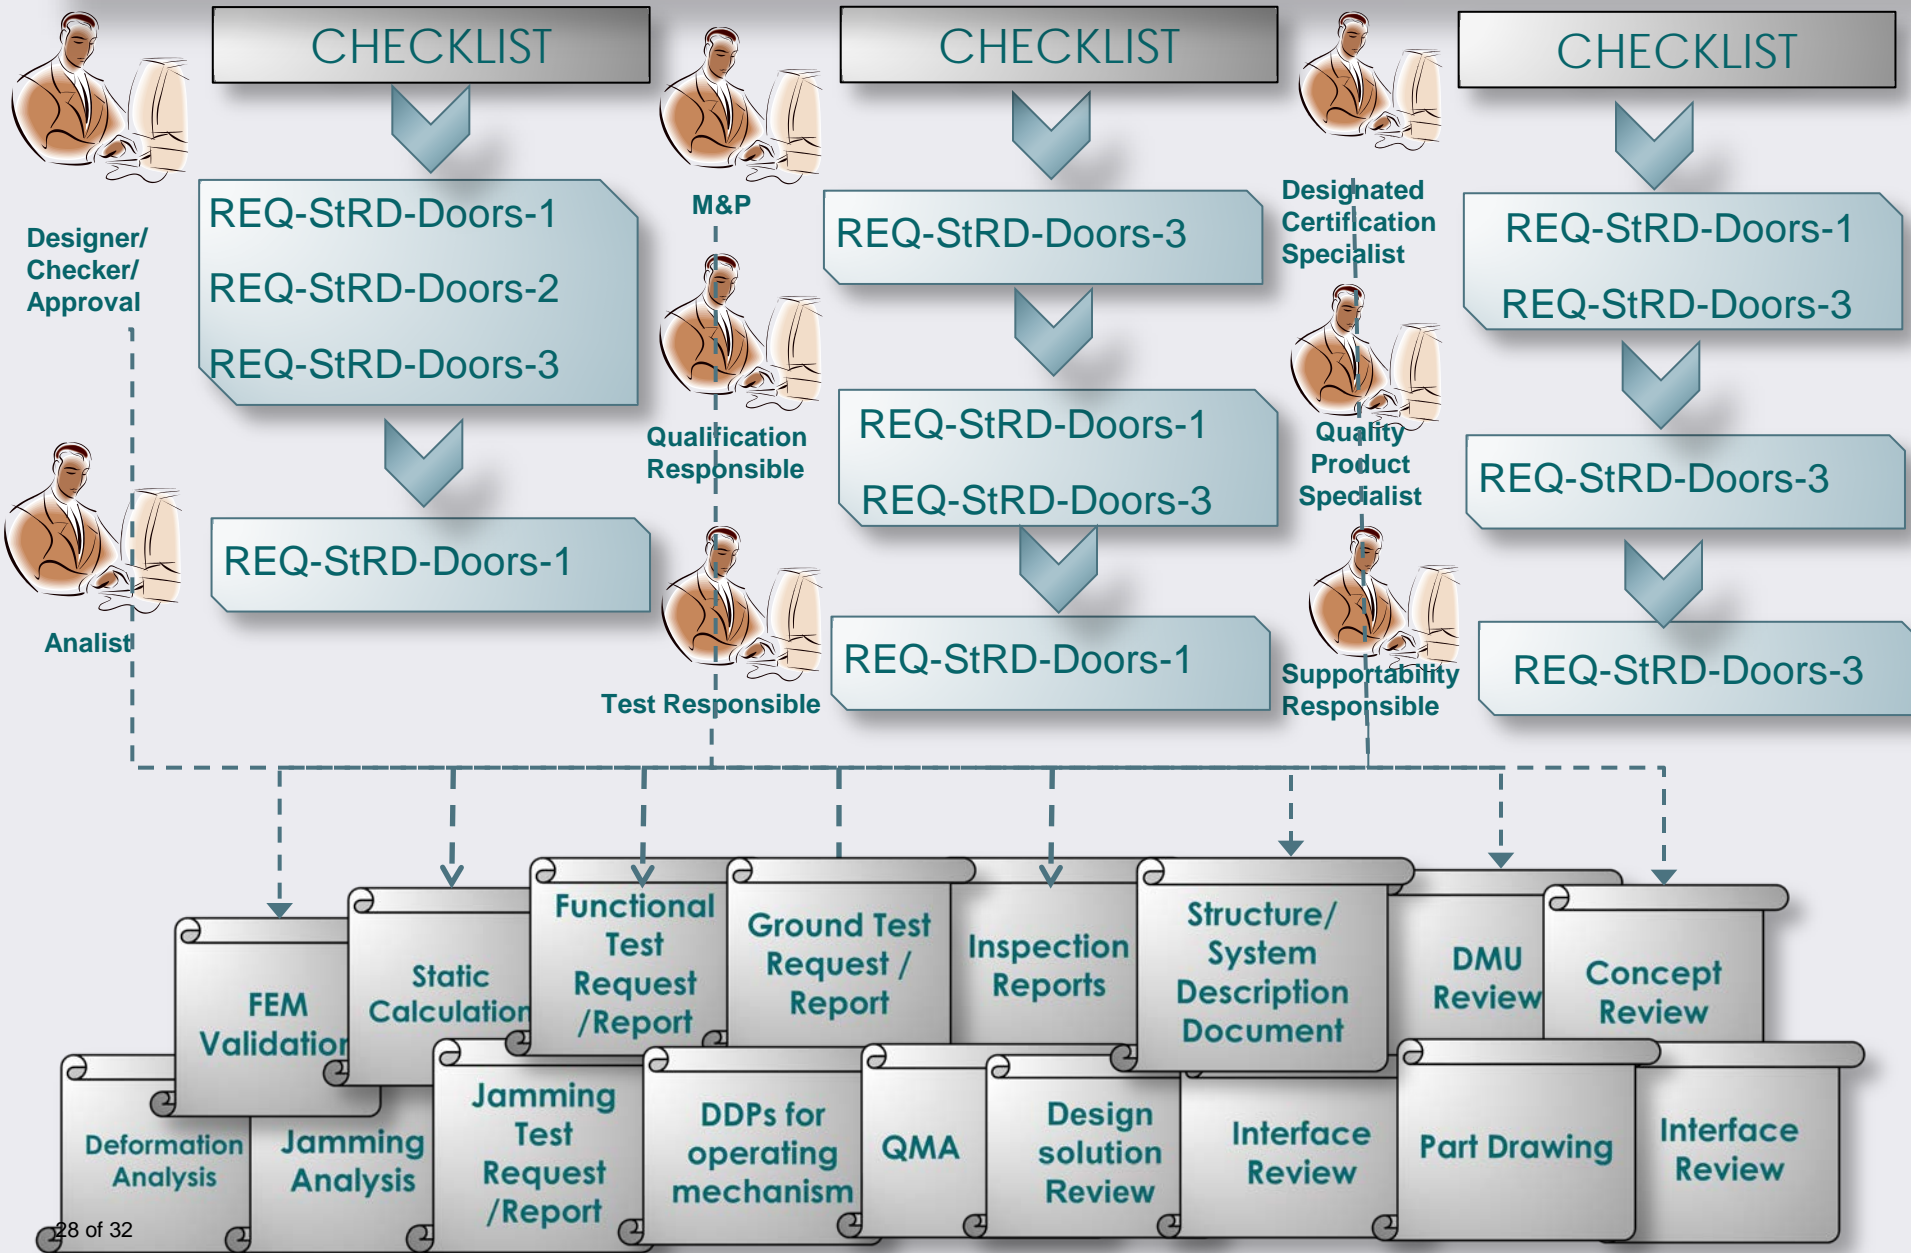 CHECKLIST
Designer/
Checker/
Approval
REQ-StRD-Doors-1
REQ-StRD-Doors-2
REQ-StRD-Doors-3
Analist
REQ-StRD-Doors-1
CHECKLIST
M&P
REQ-StRD-Doors-3
Qualification
Responsible
REQ-StRD-Doors-1
REQ-StRD-Doors-3
Test Responsible
REQ-StRD-Doors-1
CHECKLIST
Designated
Certification
Specialist
REQ-StRD-Doors-1
REQ-StRD-Doors-3
Quality
Product
Specialist
REQ-StRD-Doors-3
Supportability
Responsible
REQ-StRD-Doors-3
FEM
Validation
Static
Calculation
Functional
Test
Request
/Report
Ground Test
Request /
Report
Inspection
Reports
Structure/
System
Description
Document
DMU
Review
Concept
Review
Deformation
Analysis
Jamming
Analysis
Jamming
Test
Request
/Report
DDPs for
operating
mechanism
QMA
Design
solution
Review
Interface
Review
Part Drawing
Interface
Review
28 of 32